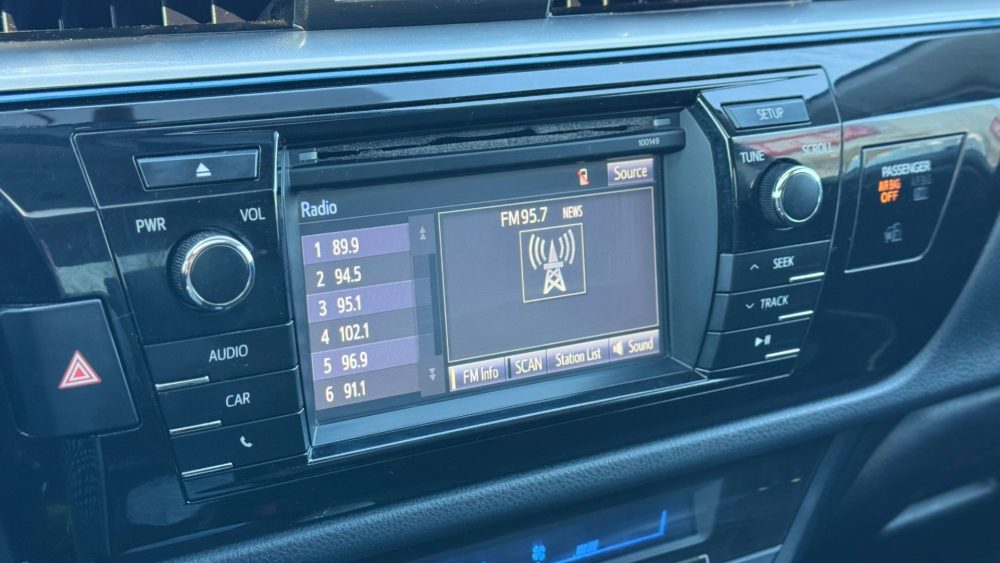 100149
SETUP
Source
TUNE
SCROLL
PASSENGER
AIRBAG
OFF
Radio
PWR
VOL
FM 95.7 NEWS
1 89.9
2 94.5
3 95.1
4 102.1
5 96.9
6 91.1
SEEK
TRACK
AUDIO
CAR
FM Info
SCAN
Station List
Sound